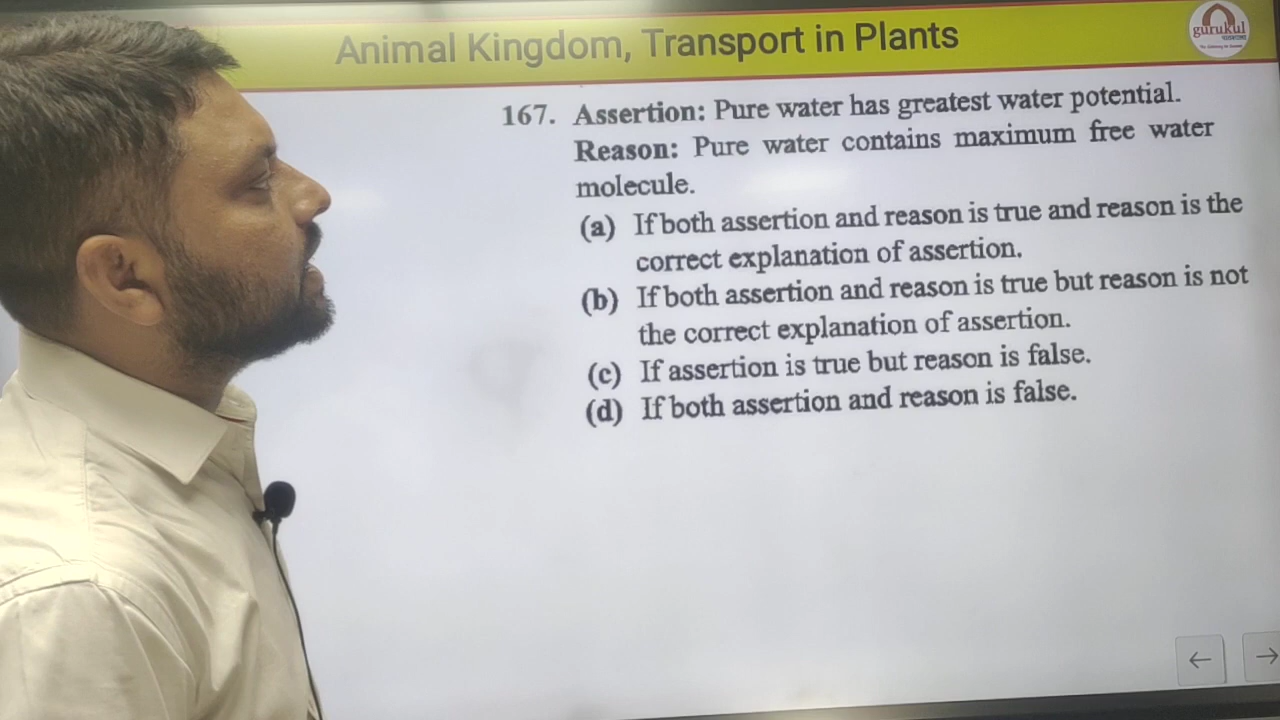 Animal Kingdom, Transport in Plants
gurukul
167. Assertion: Pure water has greatest water potential.
Reason: Pure water contains maximum free water
molecule.
(a) If both assertion and reason is true and reason is the
correct explanation of assertion.
(b) If both assertion and reason is true but reason is not
the correct explanation of assertion.
(c) If assertion is true but reason is false.
(d) If both assertion and reason is false.